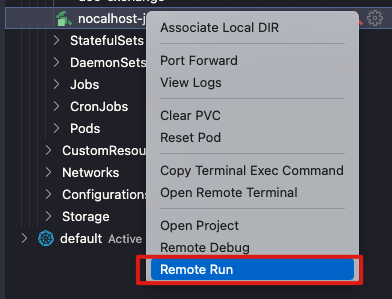 nocalhost-j
StatefulSets
DaemonSets
Jobs
CronJobs
Pods
CustomResou
Networks
Configurations
Storage
default Active
Associate Local DIR
Port Forward
View Logs
Clear PVC
Reset Pod
Copy Terminal Exec Command
Open Remote Terminal
Open Project
Remote Debug
Remote Run